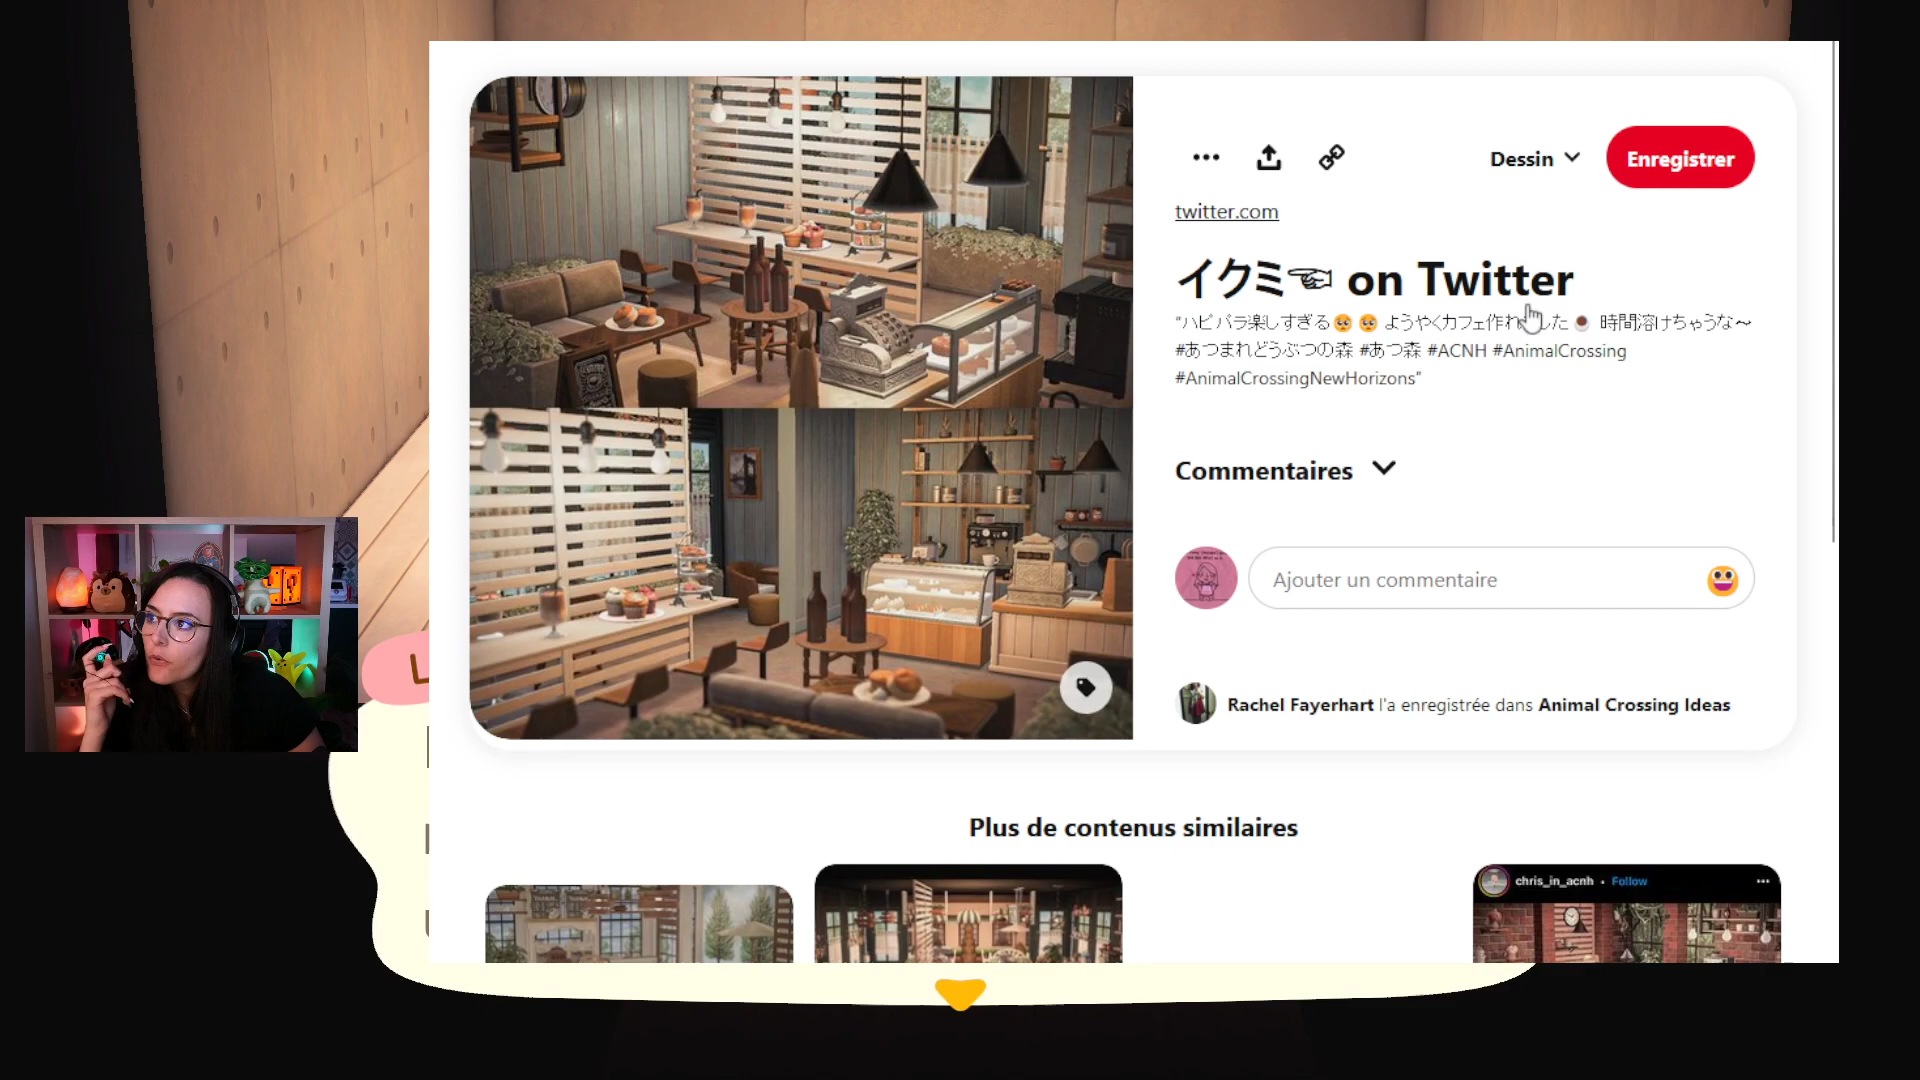 Dessin
Enregistrer
twitter.com
イクミ☜ on Twitter
"ハピパラ楽しすぎる🥺🥺 ようやくカフェ作れました☕ 時間溶けちゃうな〜
#あつまれどうぶつの森 #あつ森 #ACNH #AnimalCrossing
#AnimalCrossingNewHorizons"
Commentaires
Ajouter un commentaire
Rachel Fayerhart l'a enregistrée dans Animal Crossing Ideas
Plus de contenus similaires
chris_in_acnh • Follow